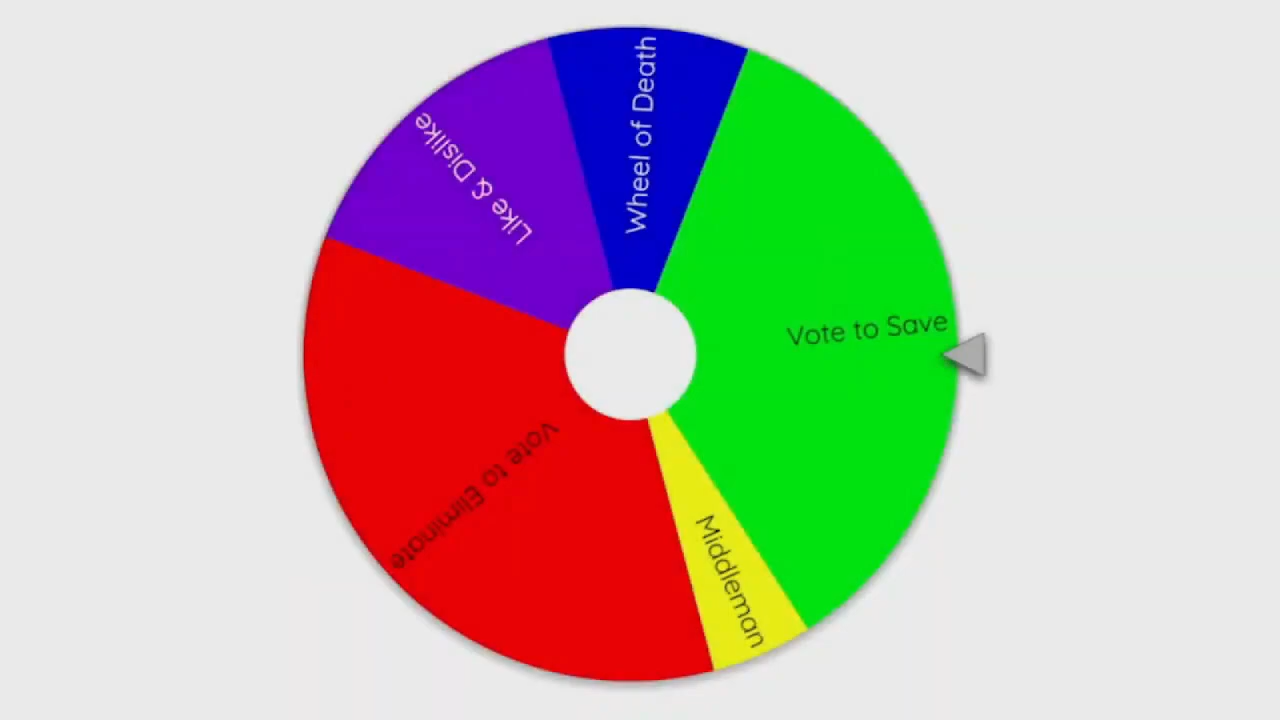 Wheel of Death
Like & Dislike
Vote to Save
Vote to Eliminate
Middleman